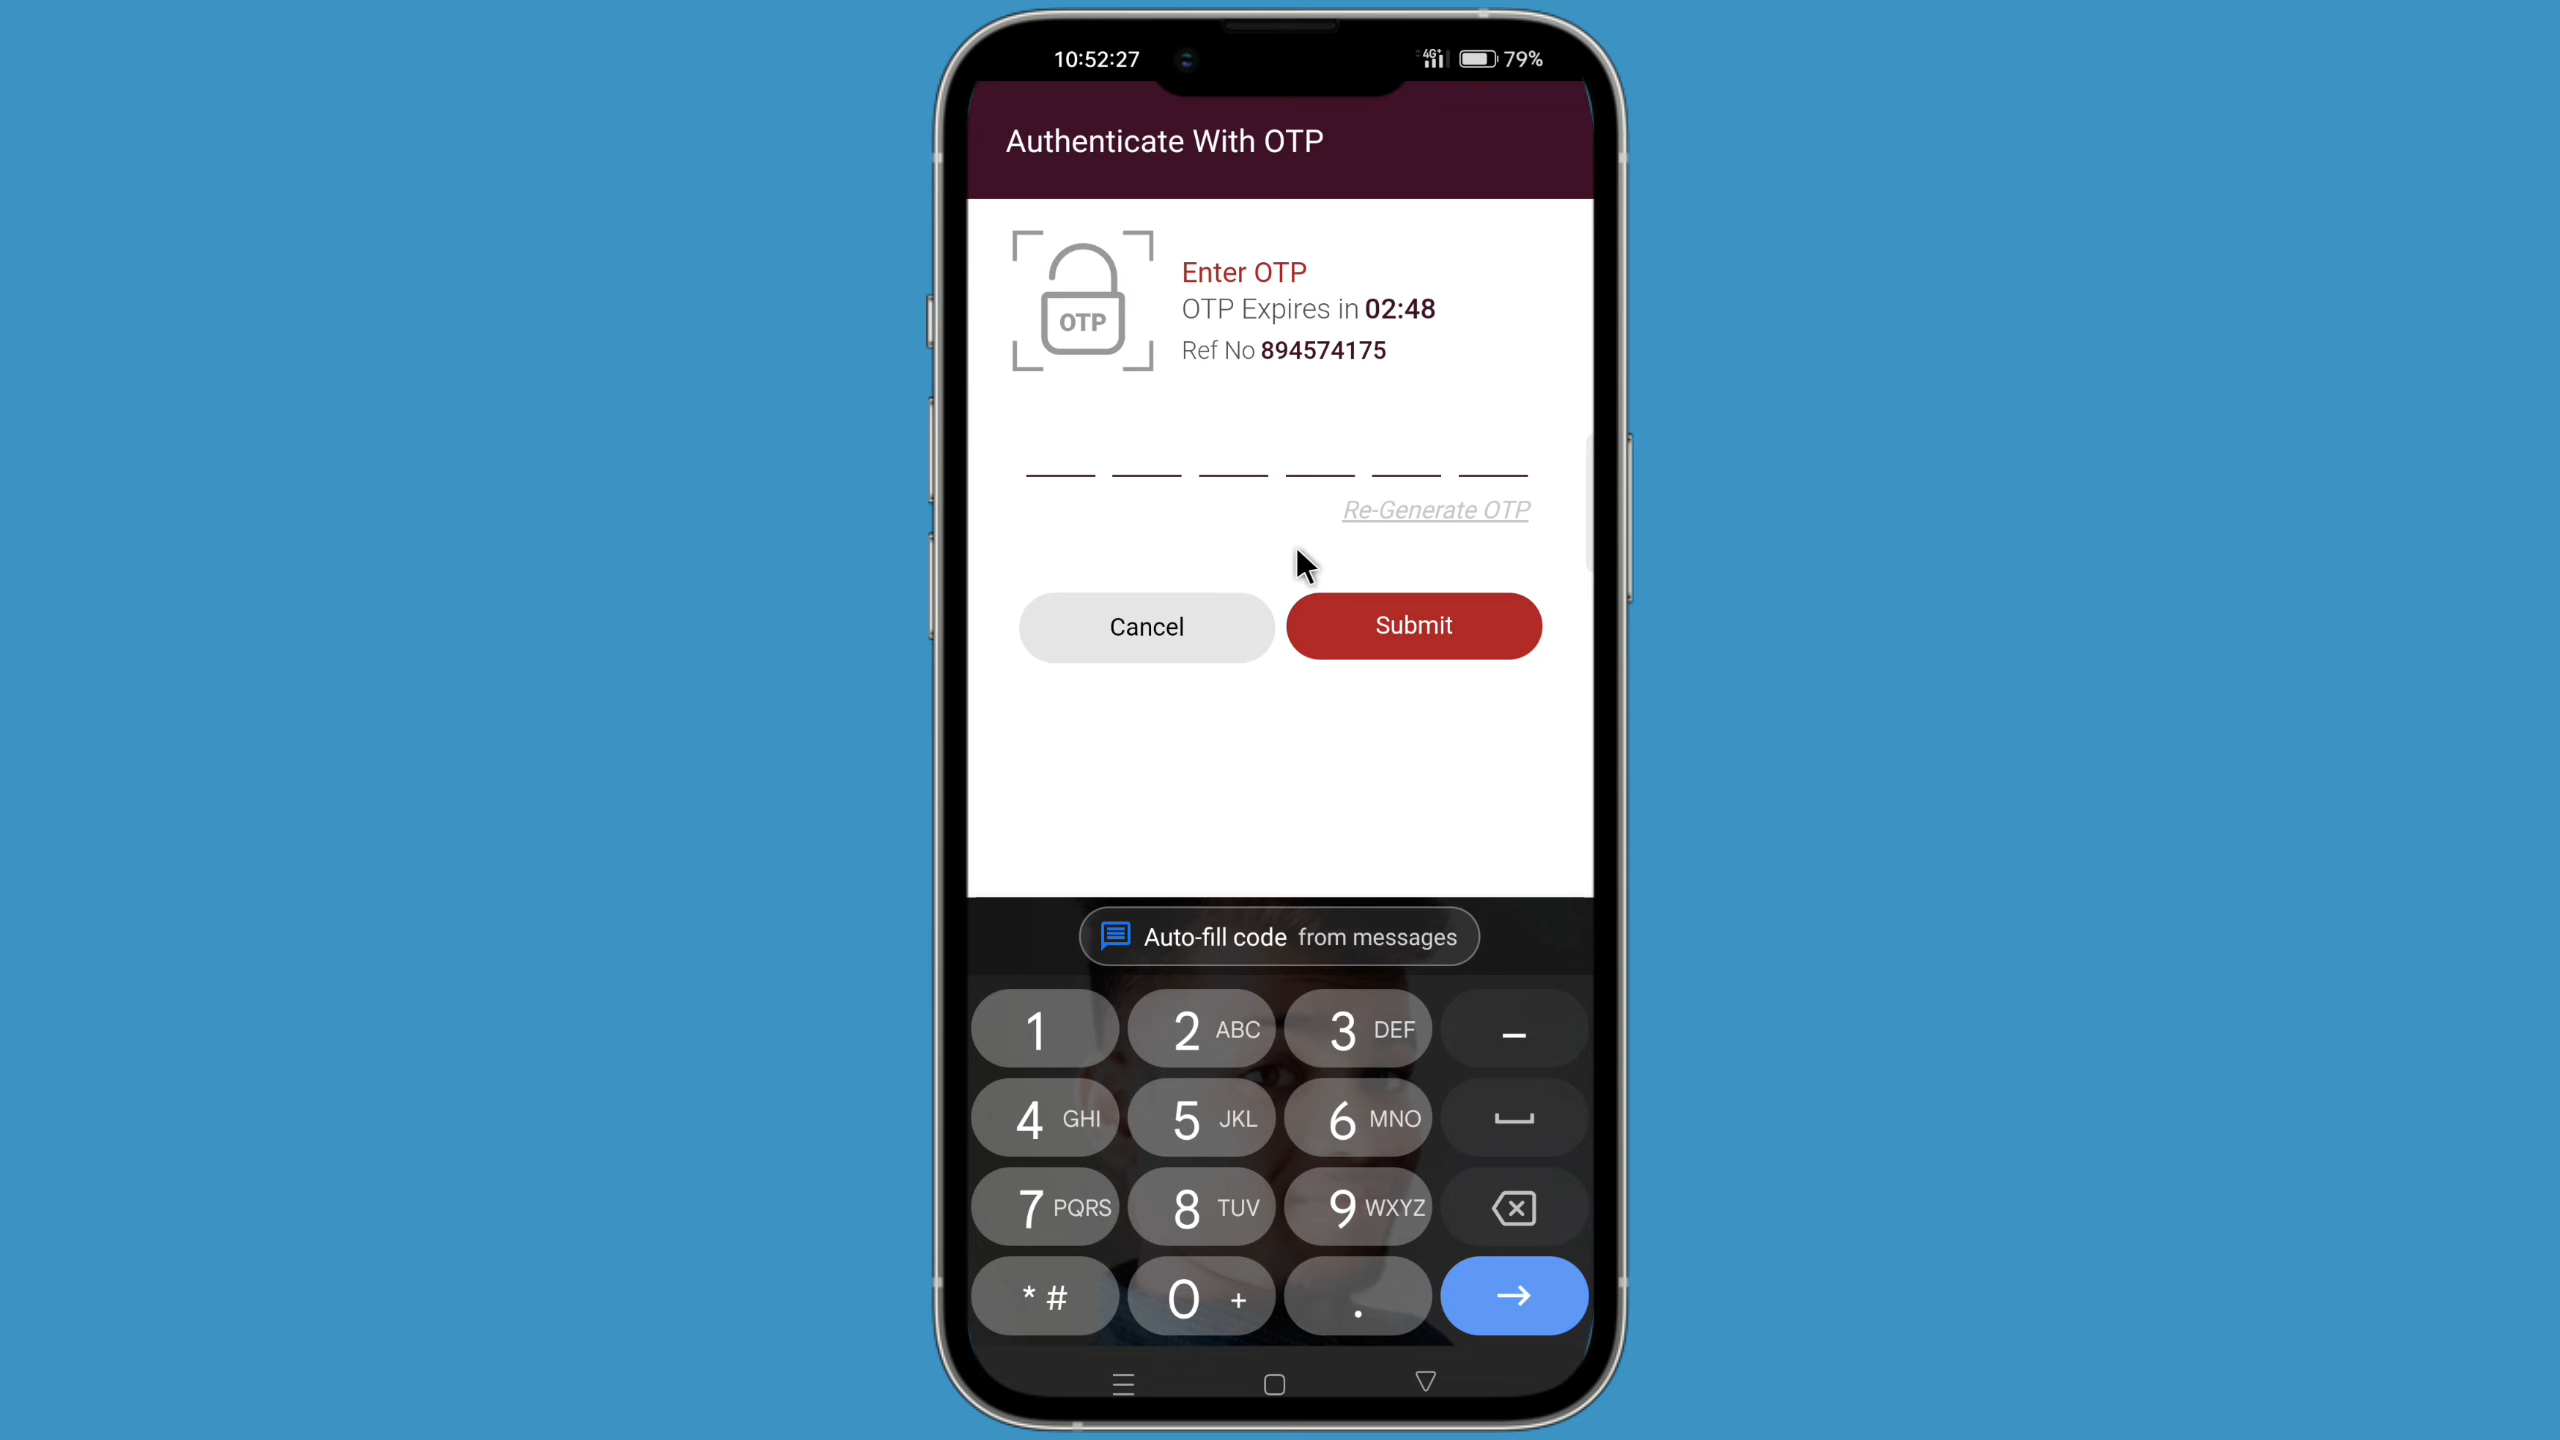 10:52:27 4G+ 79%
Authenticate With OTP
OTP
Enter OTP
OTP Expires in 02:48
Ref No 894574175
Re-Generate OTP
Cancel Submit
Auto-fill code from messages
1 2 ABC 3 DEF –
4 GHI 5 JKL 6 MNO
7 PQRS 8 TUV 9 WXYZ
* # 0 + .